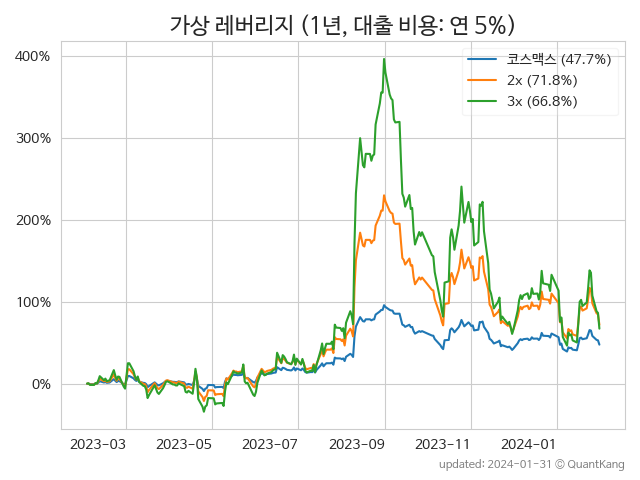 가상 레버리지 (1년, 대출 비용: 연 5%)
400%
300%
200%
100%
0%
코스맥스 (47.7%)
2x (71.8%)
3x (66.8%)
2023-03
2023-05
2023-07
2023-09
2023-11
2024-01
updated: 2024-01-31 © QuantKang